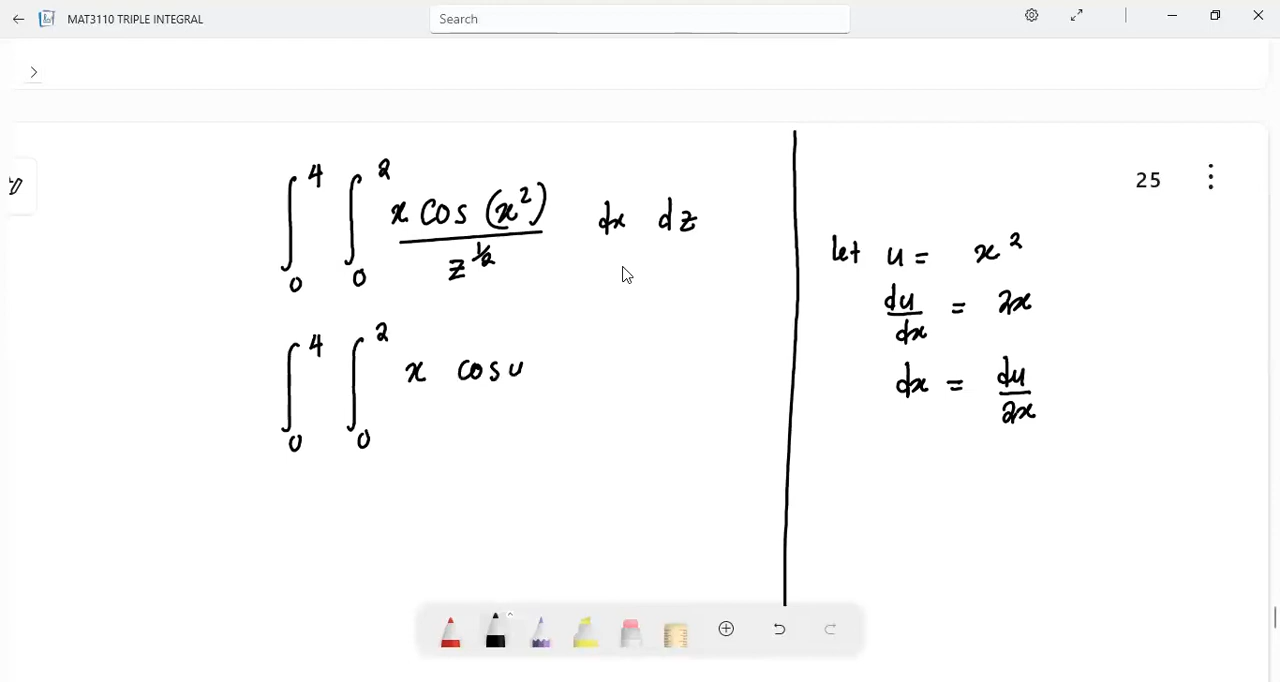 MAT3110 TRIPLE INTEGRAL
Search
25
∫₀⁴ ∫₀² x cos (x²) / z^½ dx dz
∫₀⁴ ∫₀² x cos u
let u = x²
du/dx = 2x
dx = du/2x